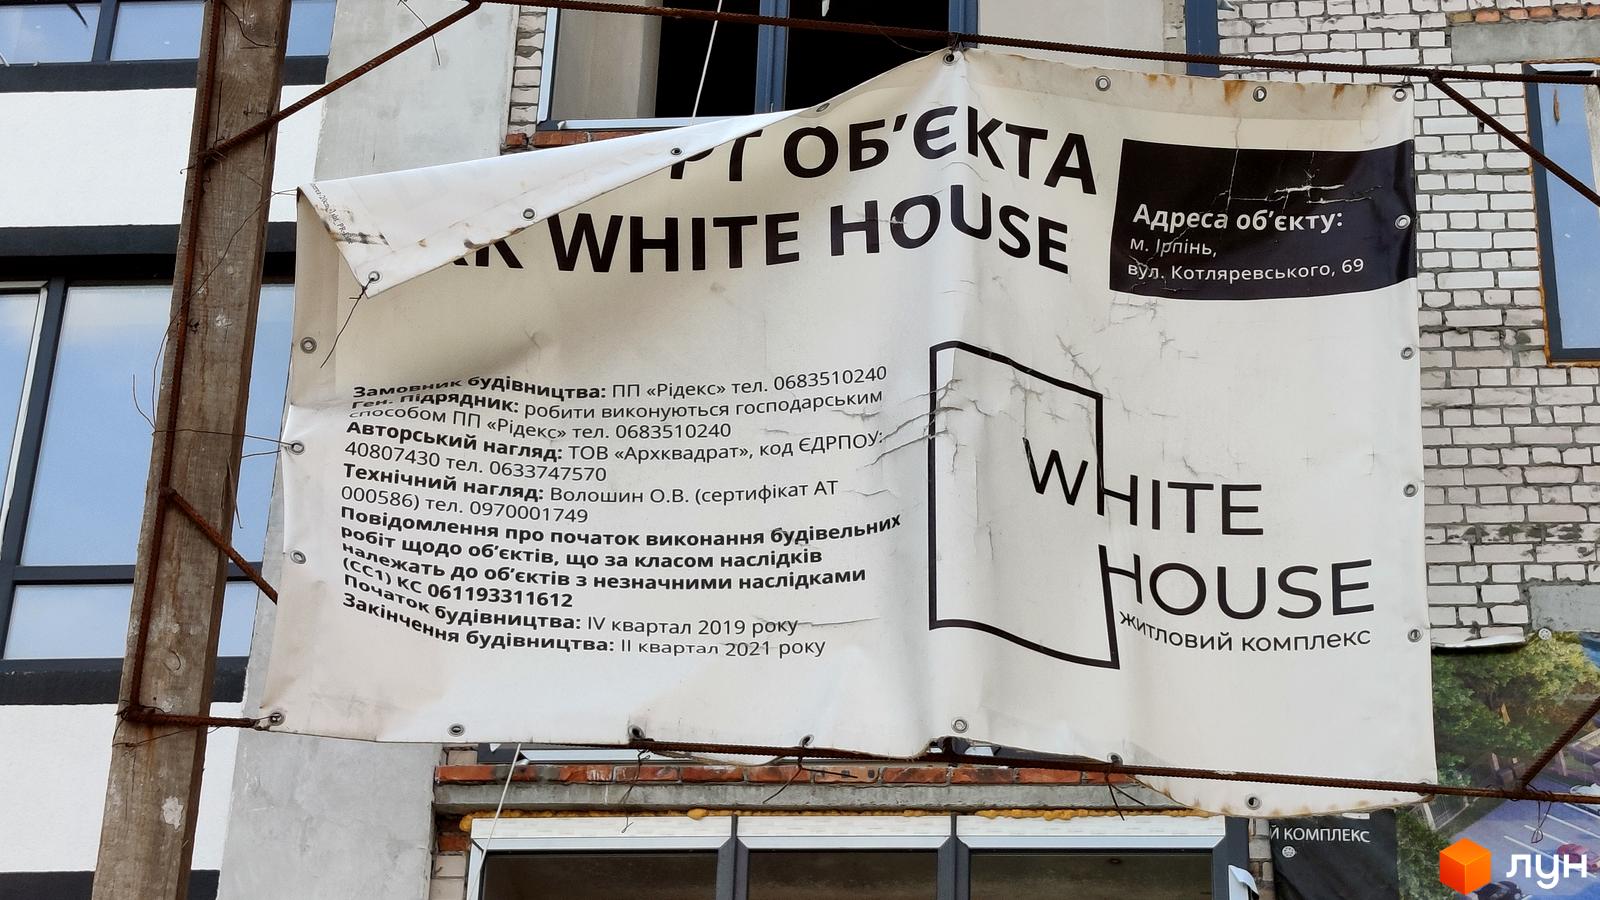 ОБ’ЄКТА
WHITE HOUSE
Адреса об’єкту:
м. Ірпінь,
вул. Котляревського, 69
Замовник будівництва: ПП «Рідекс» тел. 0683510240
Ген. Підрядник: робити виконуються господарським
способом ПП «Рідекс» тел. 0683510240
Авторський нагляд: ТОВ «Архквадрат», код ЄДРПОУ:
40807430 тел. 0633747570
Технічний нагляд: Волошин О.В. (сертифікат АТ
000586) тел. 0970001749
Повідомлення про початок виконання будівельних
робіт щодо об’єктів, що за класом наслідків
належать до об’єктів з незначними наслідками
(СС1) КС 061193311612
Початок будівництва: IV квартал 2019 року
Закінчення будівництва: II квартал 2021 року
WHITE
HOUSE
житловий комплекс
Й КОМПЛЕКС
лун